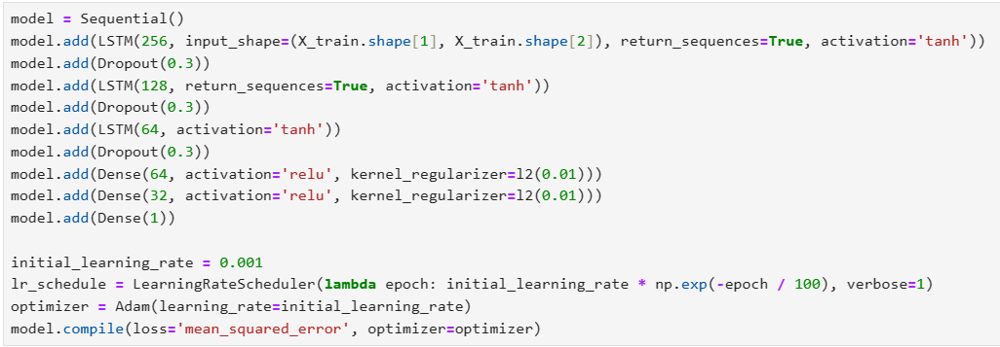 model = Sequential()
model.add(LSTM(256, input_shape=(X_train.shape[1], X_train.shape[2]), return_sequences=True, activation='tanh'))
model.add(Dropout(0.3))
model.add(LSTM(128, return_sequences=True, activation='tanh'))
model.add(Dropout(0.3))
model.add(LSTM(64, activation='tanh'))
model.add(Dropout(0.3))
model.add(Dense(64, activation='relu', kernel_regularizer=l2(0.01)))
model.add(Dense(32, activation='relu', kernel_regularizer=l2(0.01)))
model.add(Dense(1))

initial_learning_rate = 0.001
lr_schedule = LearningRateScheduler(lambda epoch: initial_learning_rate * np.exp(-epoch / 100), verbose=1)
optimizer = Adam(learning_rate=initial_learning_rate)
model.compile(loss='mean_squared_error', optimizer=optimizer)